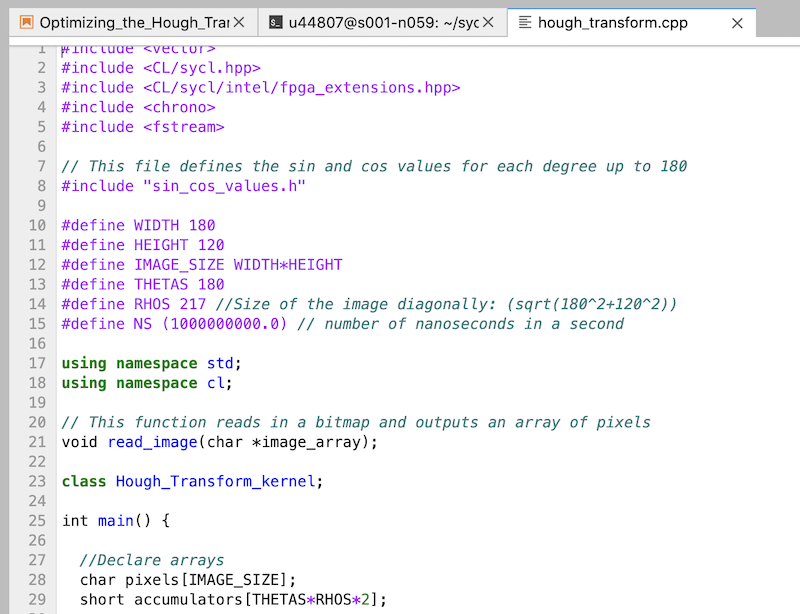 Optimizing_the_Hough_Trar
u44807@s001-n059: ~/syc
hough_transform.cpp
1 #include <vector>
2 #include <CL/sycl.hpp>
3 #include <CL/sycl/intel/fpga_extensions.hpp>
4 #include <chrono>
5 #include <fstream>
6
7 // This file defines the sin and cos values for each degree up to 180
8 #include "sin_cos_values.h"
9
10 #define WIDTH 180
11 #define HEIGHT 120
12 #define IMAGE_SIZE WIDTH*HEIGHT
13 #define THETAS 180
14 #define RHOS 217 //Size of the image diagonally: (sqrt(180^2+120^2))
15 #define NS (1000000000.0) // number of nanoseconds in a second
16
17 using namespace std;
18 using namespace cl;
19
20 // This function reads in a bitmap and outputs an array of pixels
21 void read_image(char *image_array);
22
23 class Hough_Transform_kernel;
24
25 int main() {
26
27 //Declare arrays
28 char pixels[IMAGE_SIZE];
29 short accumulators[THETAS*RHOS*2];